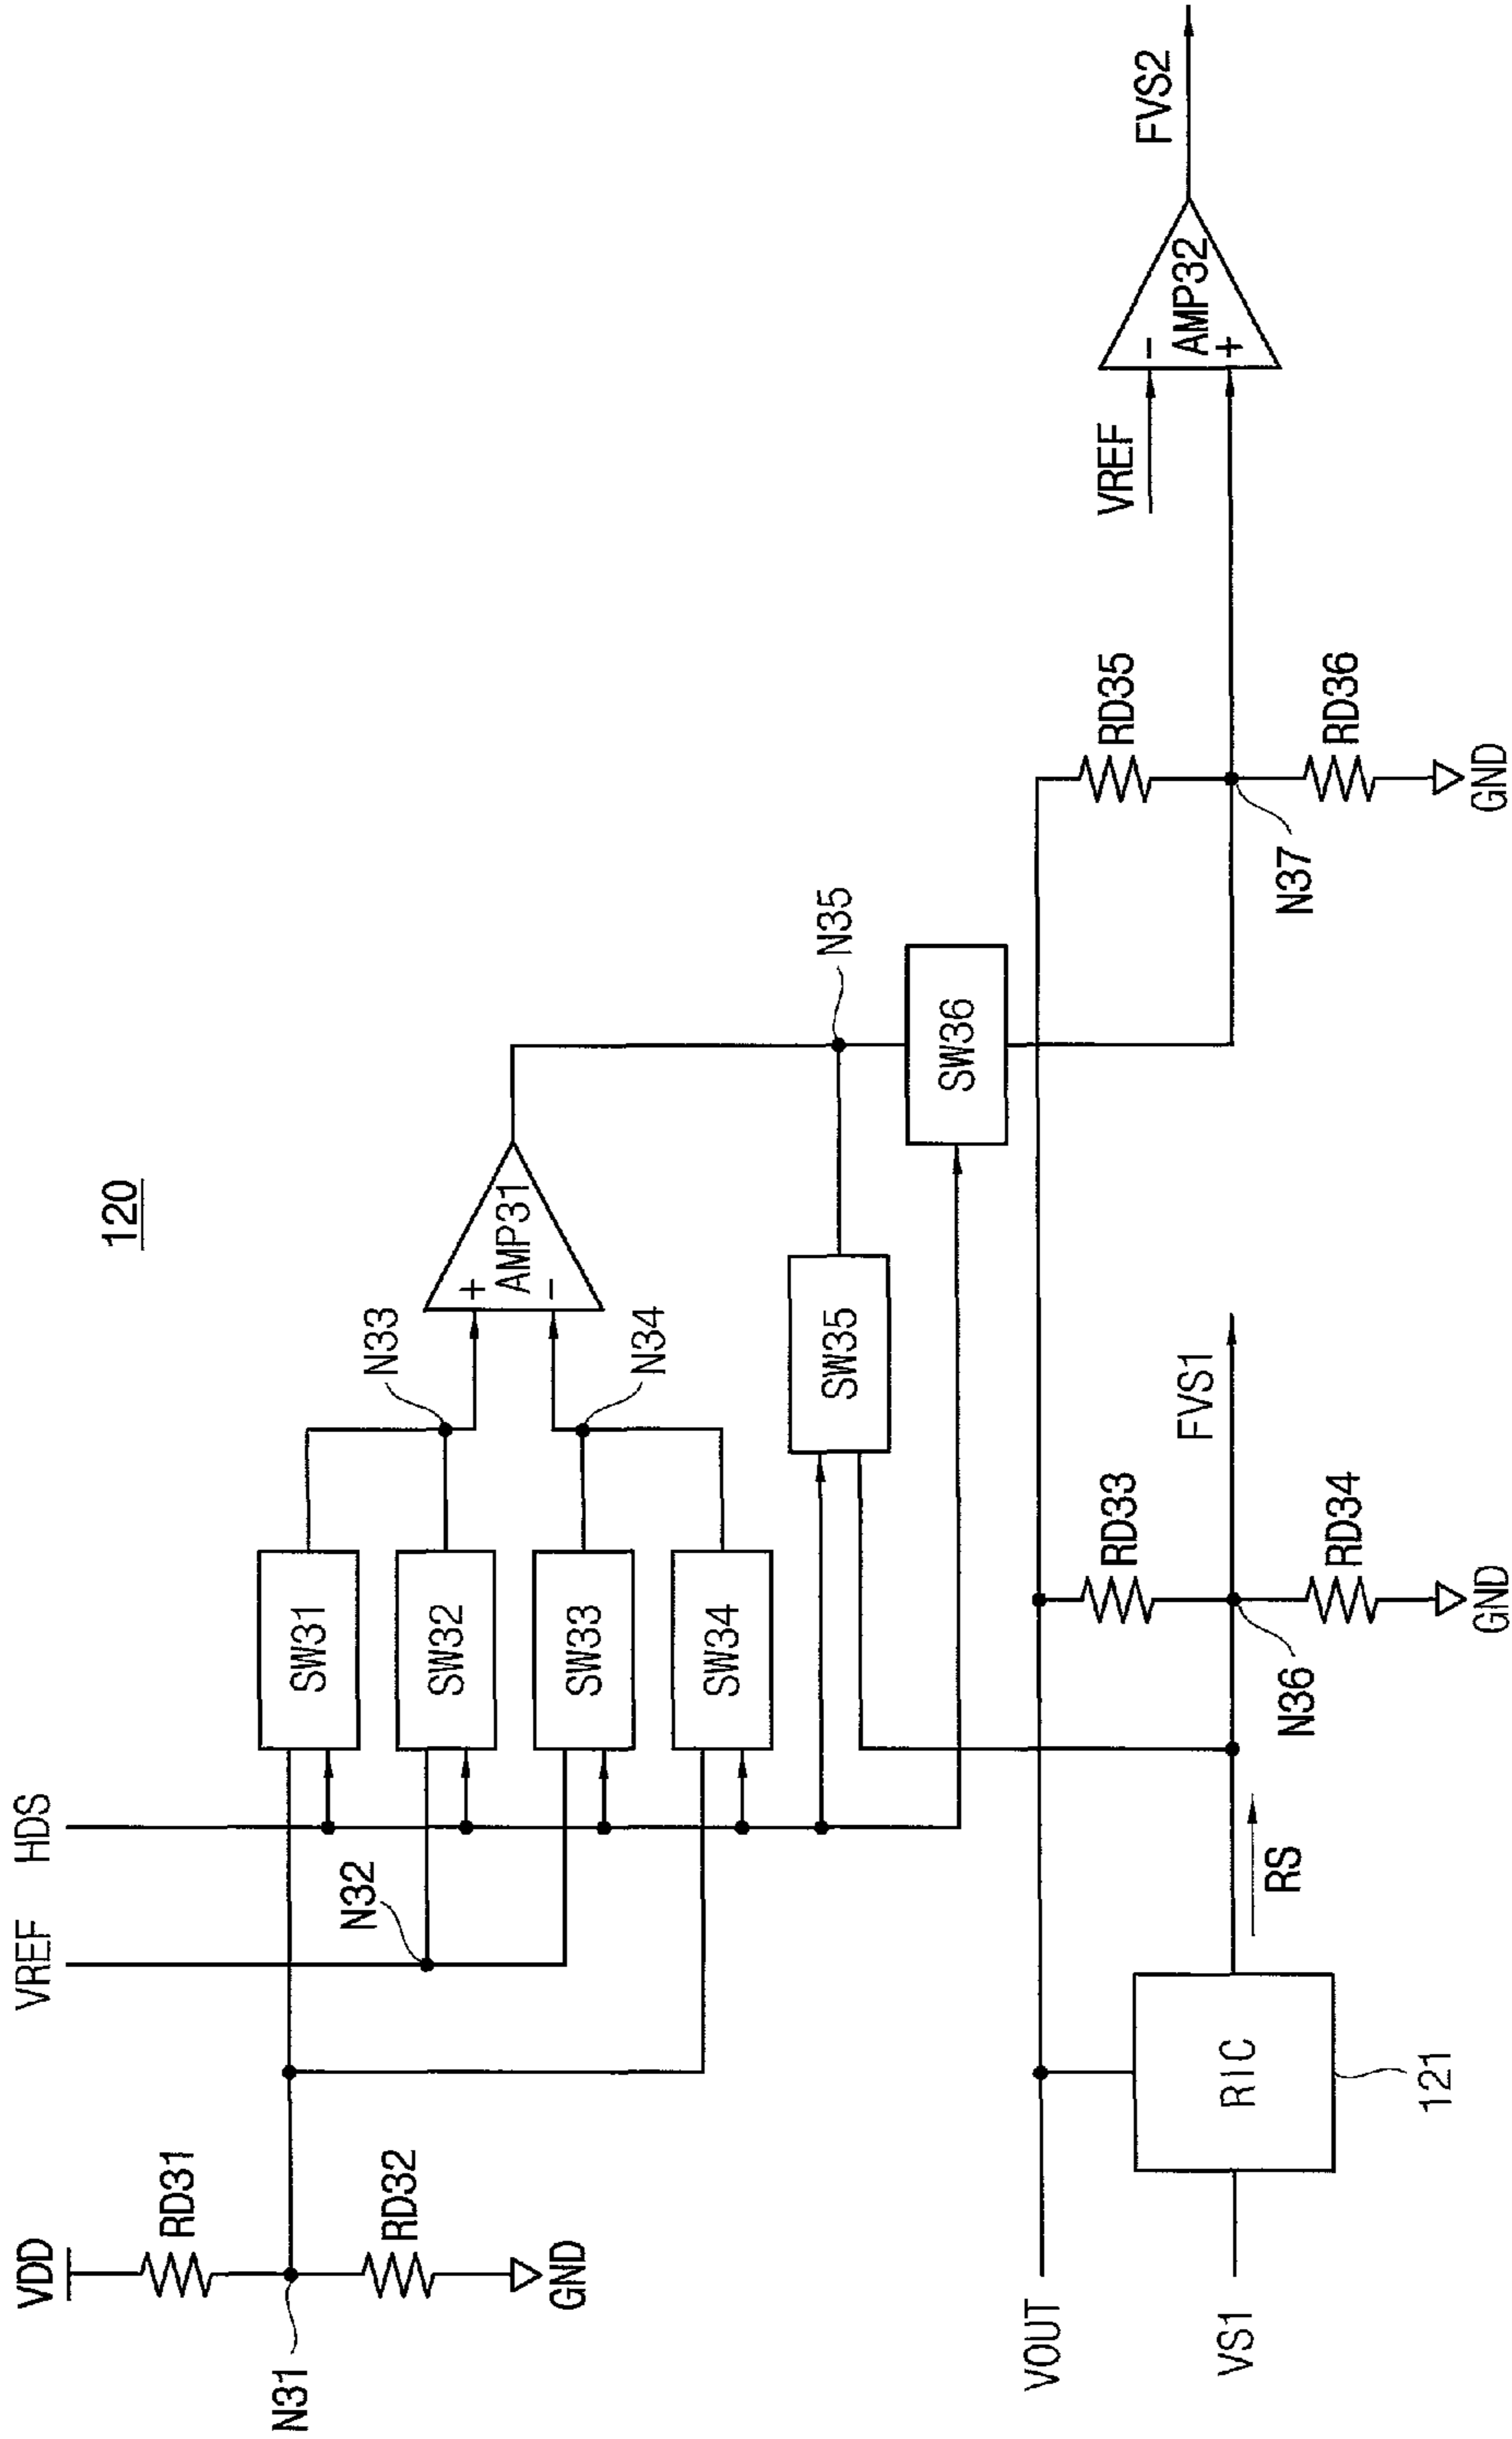 120
VDD
RD31
N31
RD32
GND
VREF
HDS
N32
SW31
SW32
SW33
SW34
N33
N34
+
-
AMP31
SW35
N35
SW36
VOUT
VS1
RIC
121
RS
N36
RD33
RD34
GND
FVS1
N37
RD35
RD36
GND
VREF
-
+
AMP32
FVS2